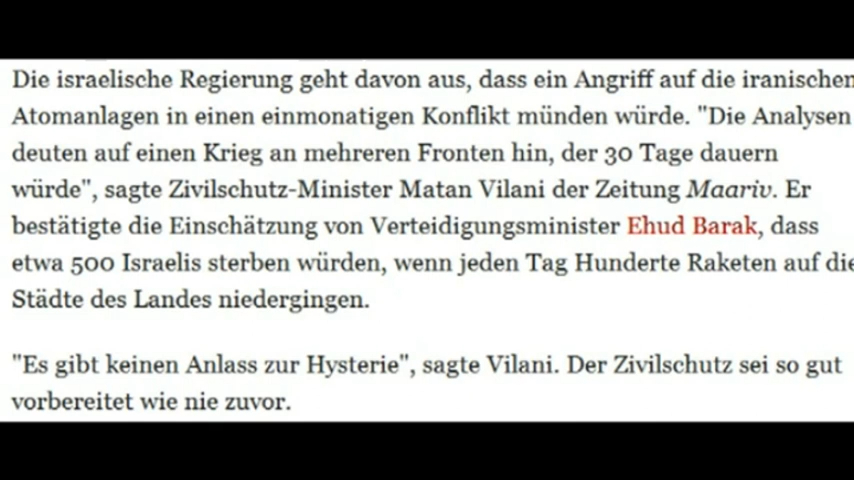 Die israelische Regierung geht davon aus, dass ein Angriff auf die iranischen
Atomanlagen in einen einmonatigen Konflikt münden würde. "Die Analysen
deuten auf einen Krieg an mehreren Fronten hin, der 30 Tage dauern
würde", sagte Zivilschutz-Minister Matan Vilani der Zeitung Maariv. Er
bestätigte die Einschätzung von Verteidigungsminister Ehud Barak, dass
etwa 500 Israelis sterben würden, wenn jeden Tag Hunderte Raketen auf die
Städte des Landes niedergingen.
"Es gibt keinen Anlass zur Hysterie", sagte Vilani. Der Zivilschutz sei so gut
vorbereitet wie nie zuvor.